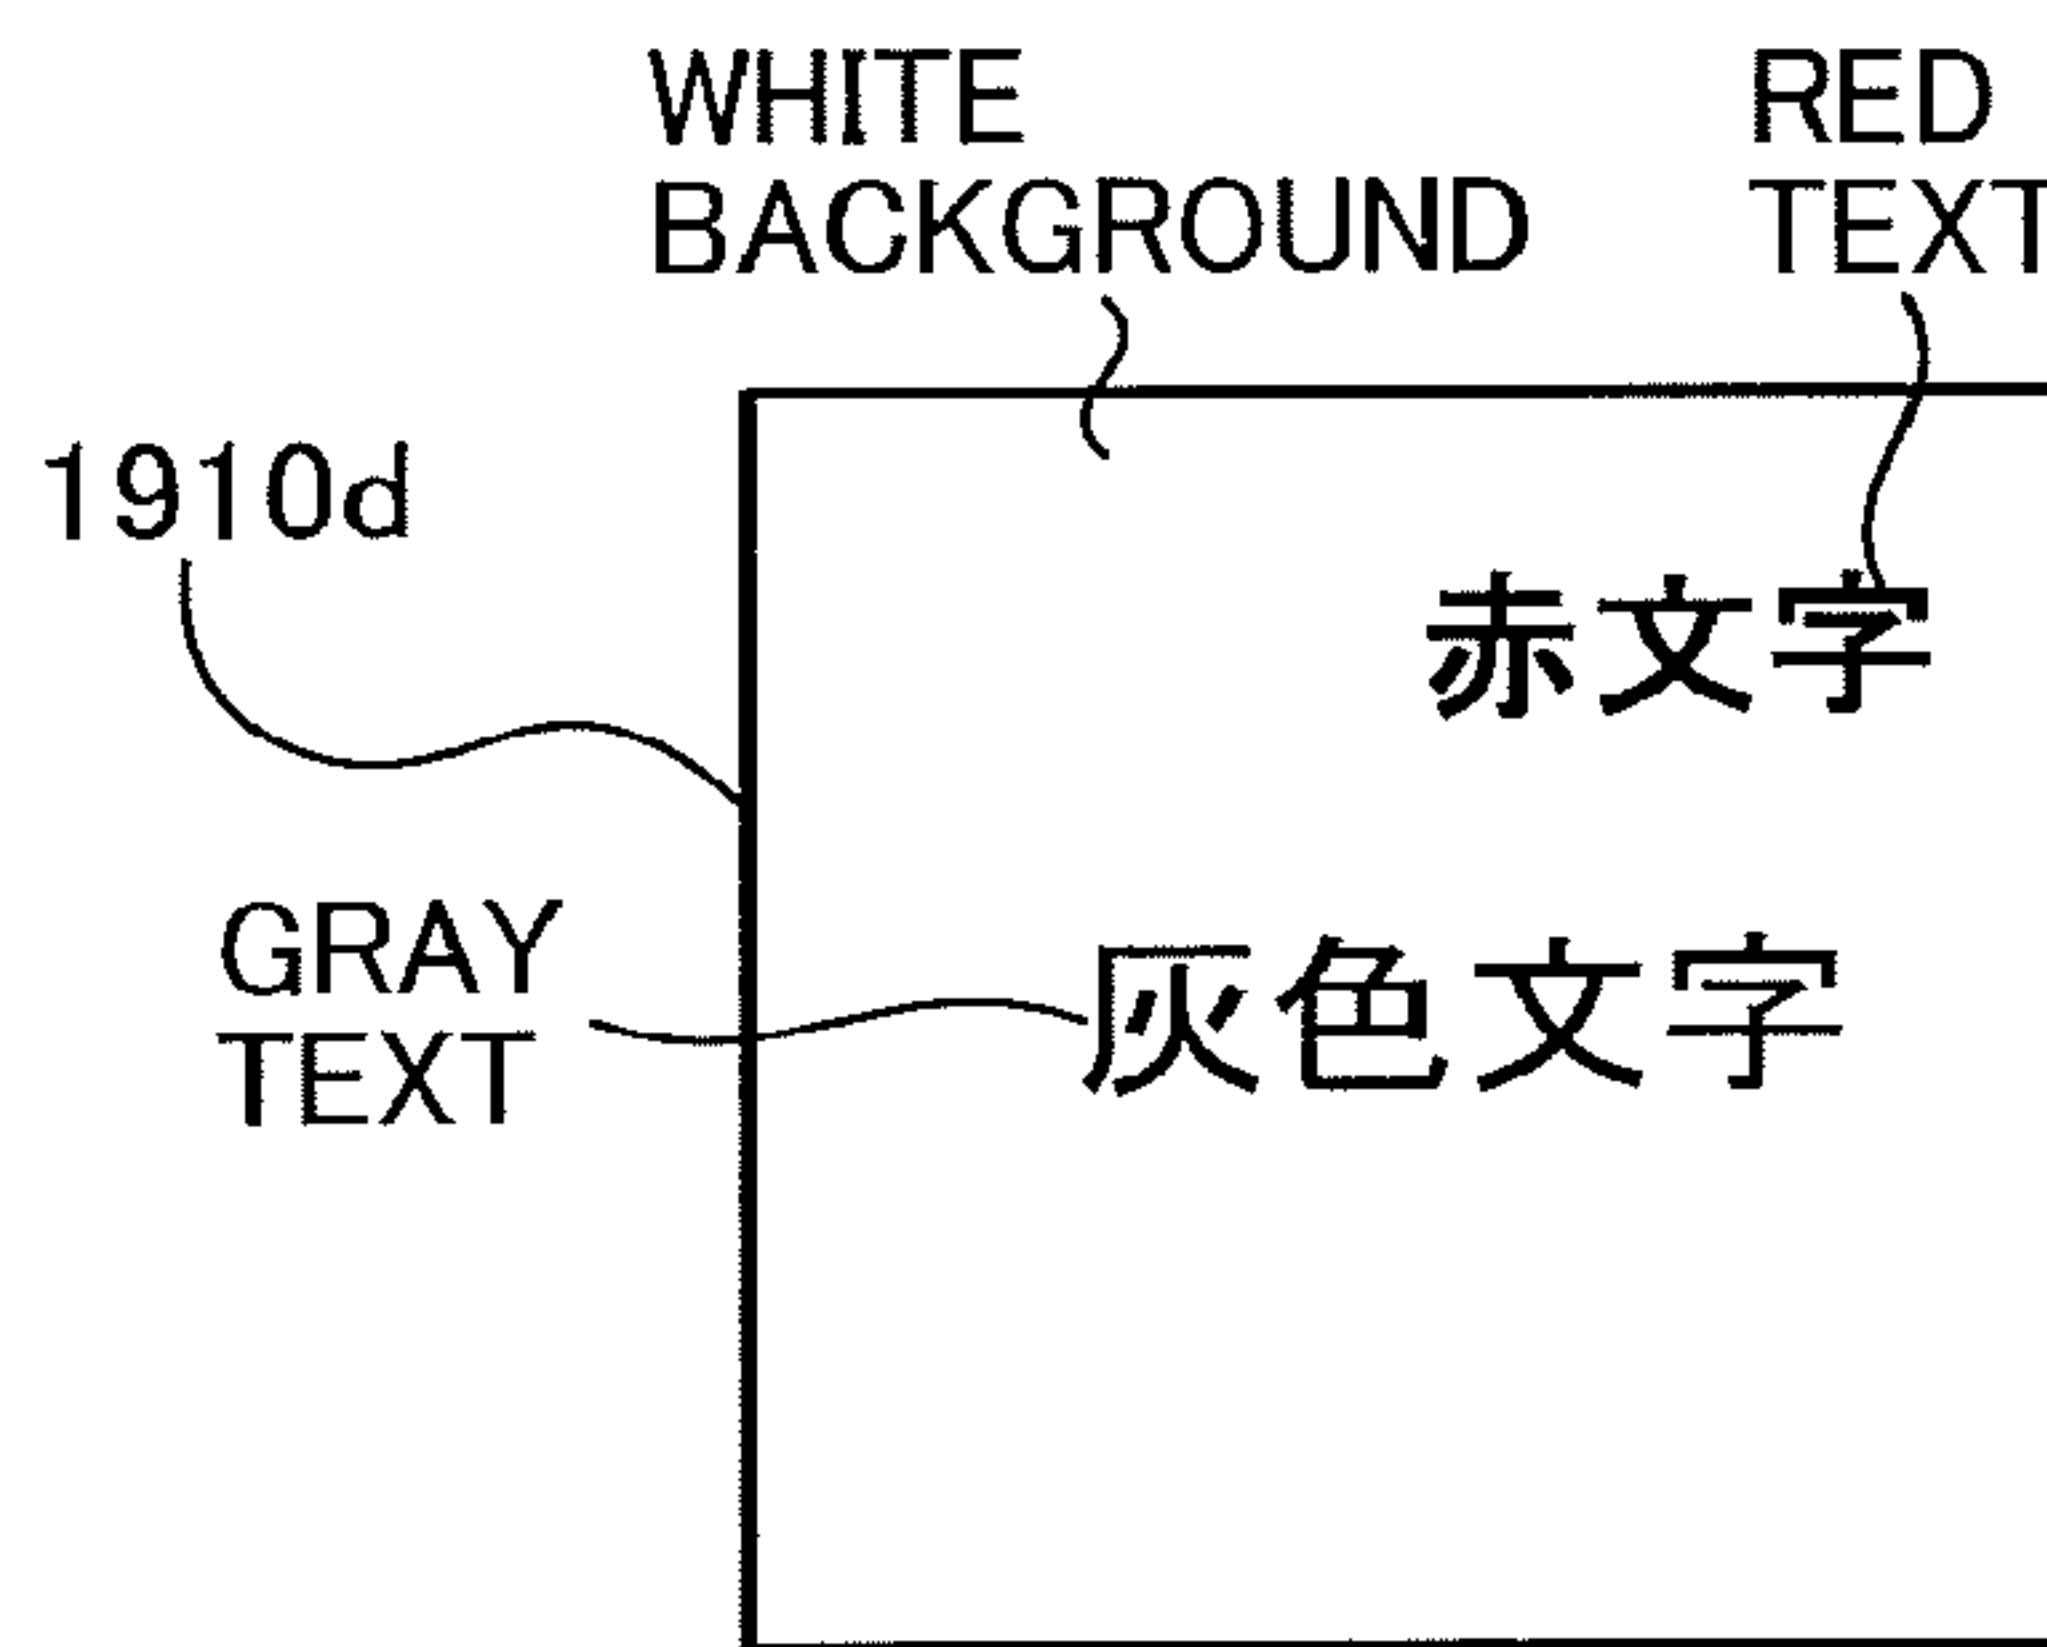 WHITE
BACKGROUND
RED
TEXT
1910d
赤文字
GRAY
TEXT
灰色文字